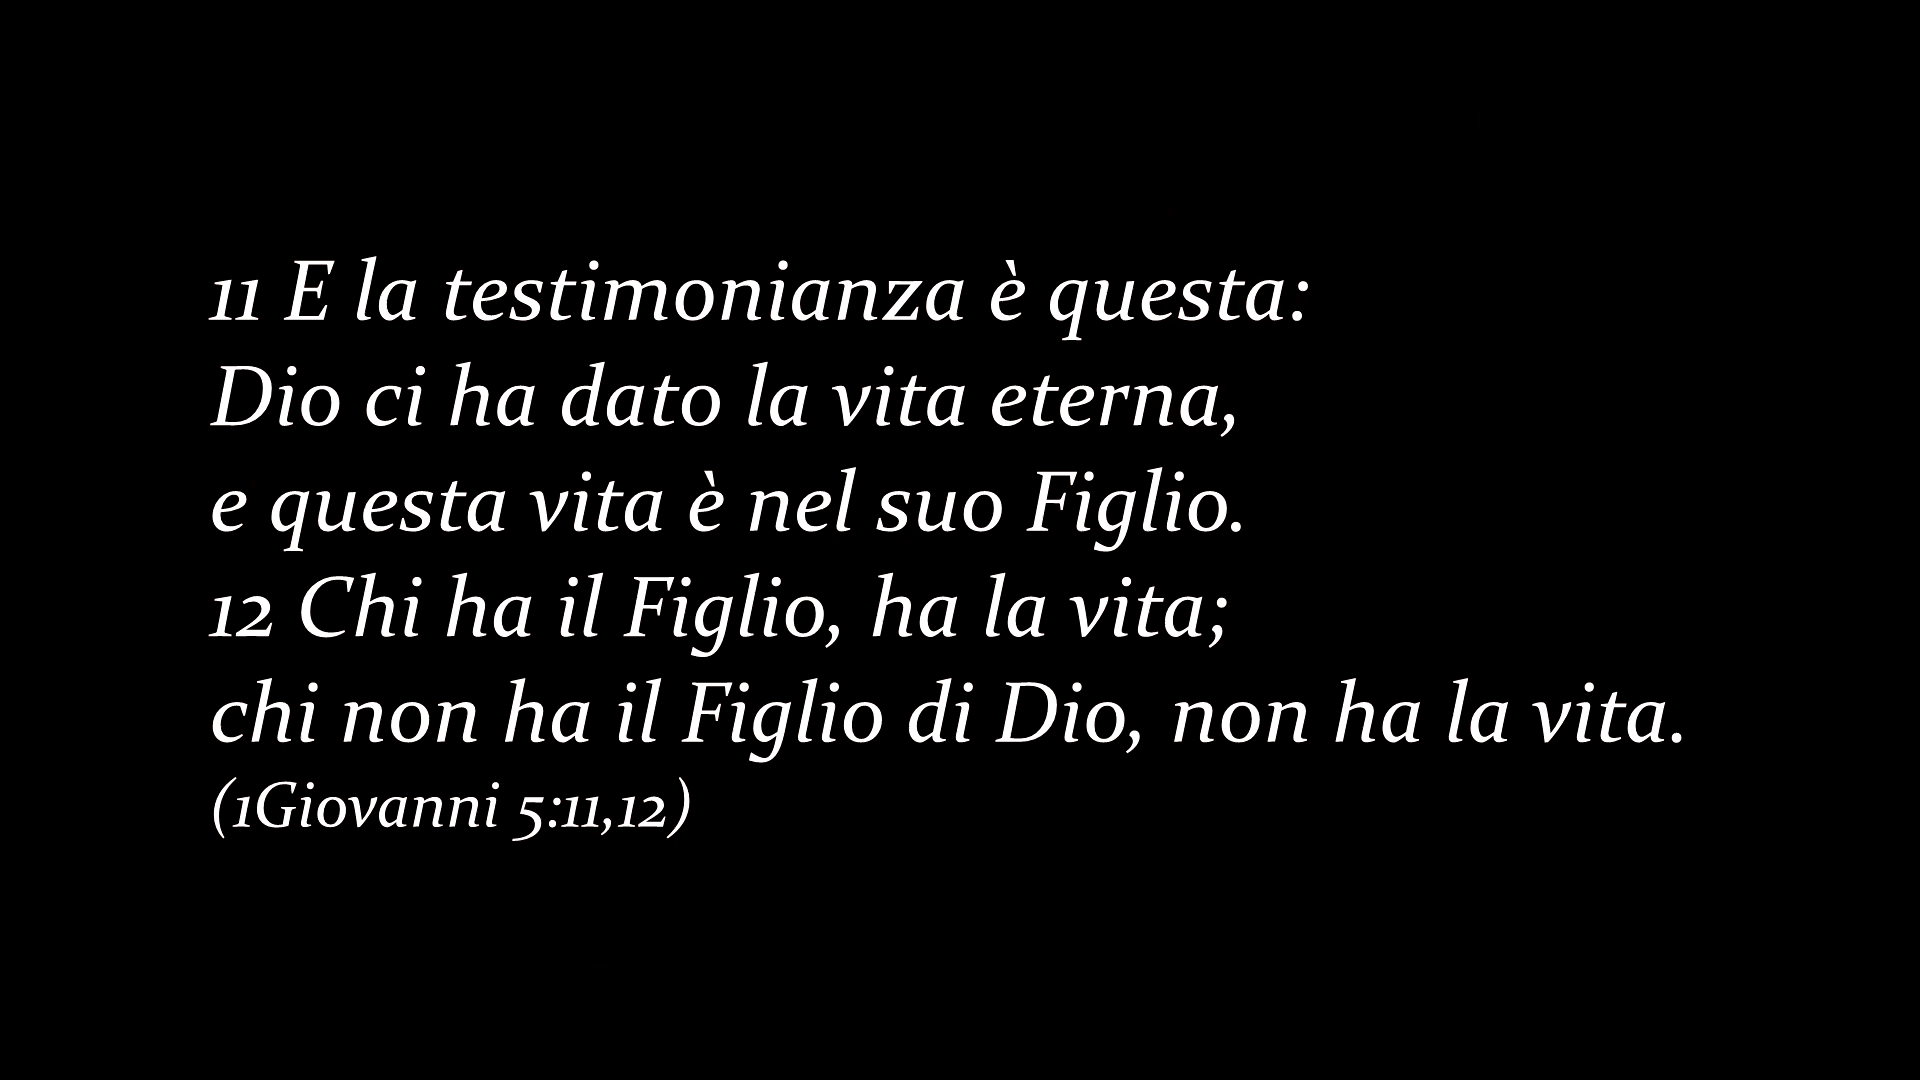 11 E la testimonianza è questa:
Dio ci ha dato la vita eterna,
e questa vita è nel suo Figlio.
12 Chi ha il Figlio, ha la vita;
chi non ha il Figlio di Dio, non ha la vita.
(1Giovanni 5:11,12)